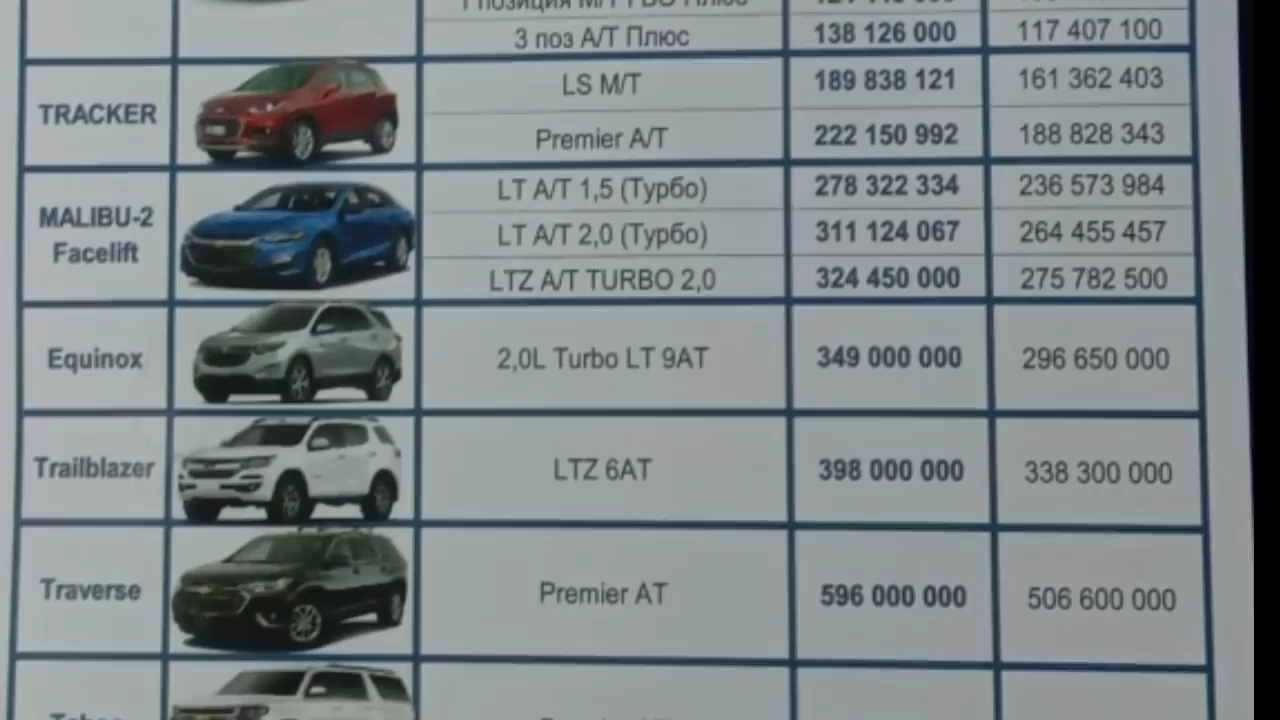 3 поз А/Т Плюс 138 126 000 117 407 100
TRACKER
LS M/T 189 838 121 161 362 403
Premier A/T 222 150 992 188 828 343
MALIBU-2
Facelift
LT A/T 1,5 (Турбо) 278 322 334 236 573 984
LT A/T 2,0 (Турбо) 311 124 067 264 455 457
LTZ A/T TURBO 2,0 324 450 000 275 782 500
Equinox 2,0L Turbo LT 9AT 349 000 000 296 650 000
Trailblazer LTZ 6AT 398 000 000 338 300 000
Traverse Premier AT 596 000 000 506 600 000